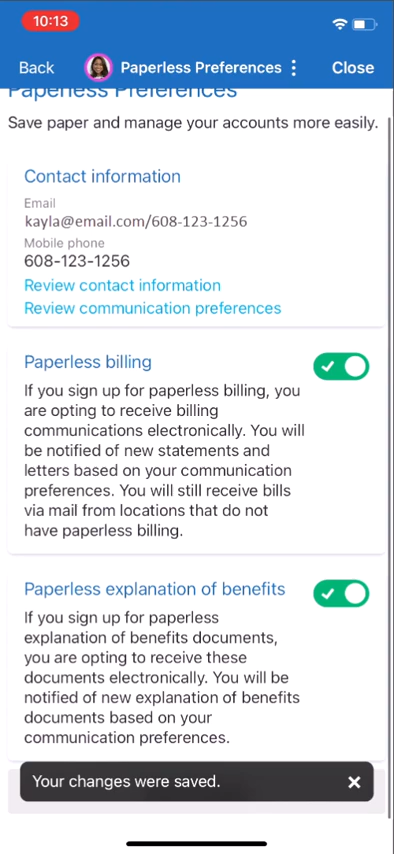 10:13
Back
Paperless Preferences
Close
Paperless Preferences
Save paper and manage your accounts more easily.
Contact information
Email
kayla@email.com/608-123-1256
Mobile phone
608-123-1256
Review contact information
Review communication preferences
Paperless billing
If you sign up for paperless billing, you
are opting to receive billing
communications electronically. You will
be notified of new statements and
letters based on your communication
preferences. You will still receive bills
via mail from locations that do not
have paperless billing.
Paperless explanation of benefits
If you sign up for paperless
explanation of benefits documents,
you are opting to receive these
documents electronically. You will be
notified of new explanation of benefits
documents based on your
communication preferences.
Your changes were saved.